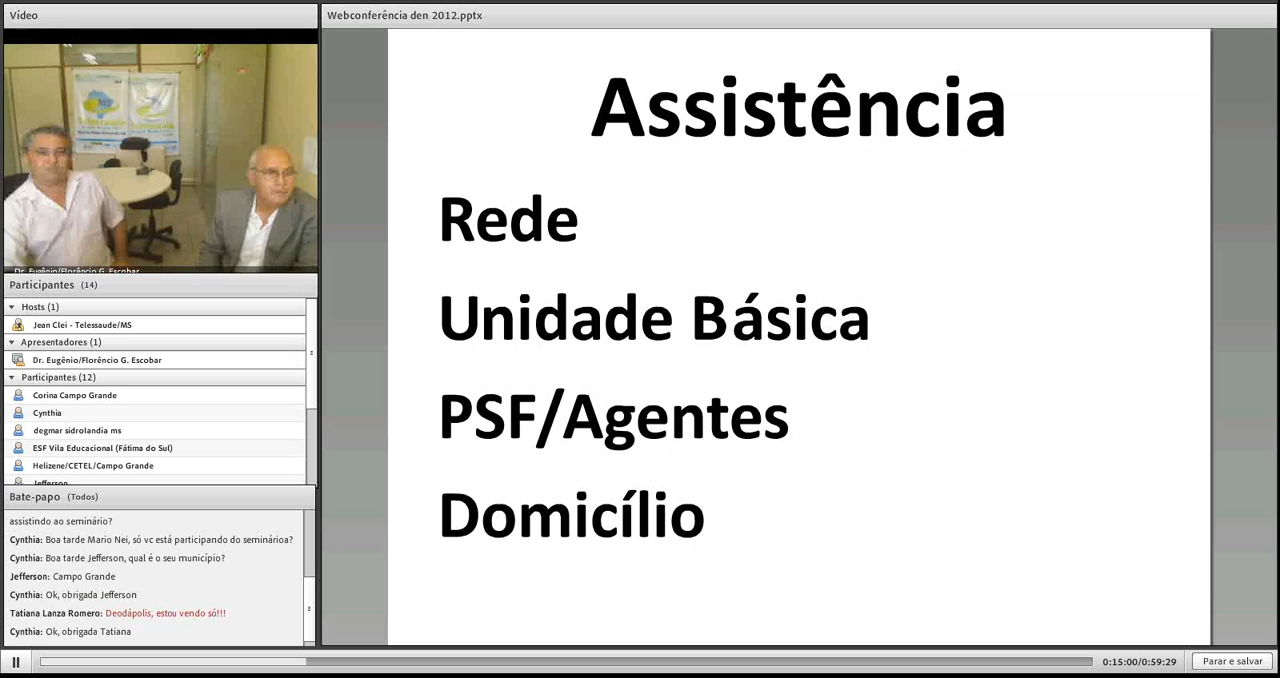 Vídeo
MS
Telessaúde
Dr. Eugênio/Florêncio G. Escobar
Participantes (14)
Hosts (1)
Jean Clei - Telessaude/MS
Apresentadores (1)
Dr. Eugênio/Florêncio G. Escobar
Participantes (12)
Corina Campo Grande
Cynthia
degmar sidrolandia ms
ESF Vila Educacional (Fátima do Sul)
Helizene/CETEL/Campo Grande
Jefferson
Bate-papo (Todos)
assistindo ao seminário?
Cynthia: Boa tarde Mario Nei, só vc está participando do seminárioa?
Cynthia: Boa tarde Jefferson, qual é o seu município?
Jefferson: Campo Grande
Cynthia: Ok, obrigada Jefferson
Tatiana Lanza Romero: Deodápolis, estou vendo só!!!
Cynthia: Ok, obrigada Tatiana
Webconferência den 2012.pptx
Assistência
Rede
Unidade Básica
PSF/Agentes
Domicílio
0:15:00/0:59:29
Parar e salvar